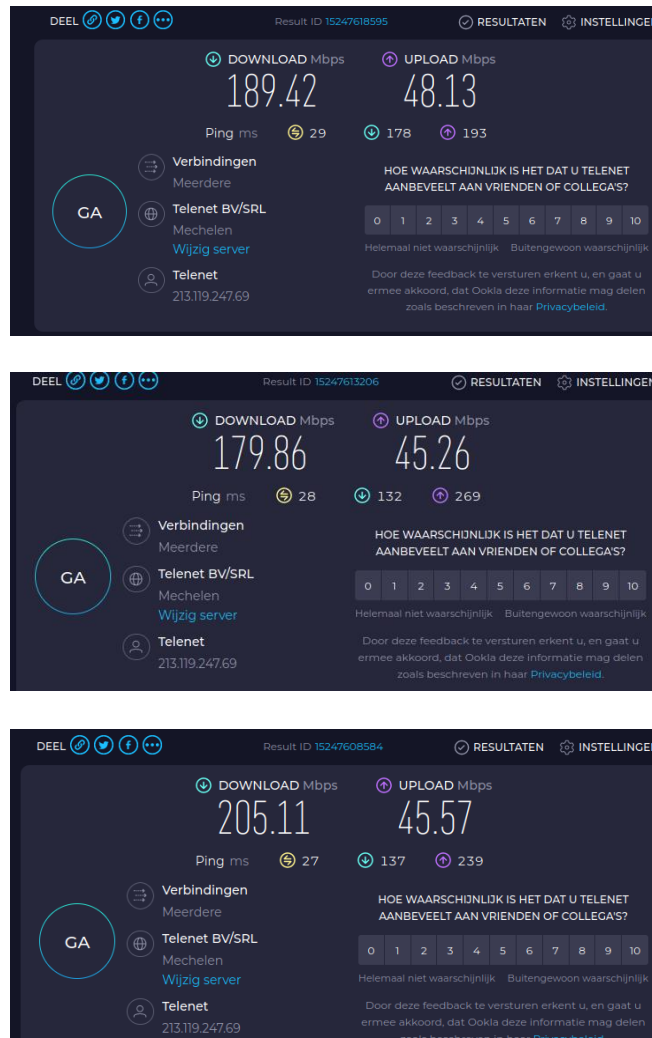 DEEL Result ID 15247618595 RESULTATEN INSTELLINGEN
DOWNLOAD Mbps UPLOAD Mbps
189.42 48.13
Ping ms 29 178 193
Verbindingen
Meerdere
GA
Telenet BV/SRL
Mechelen
Wijzig server
Telenet
213.119.247.69
HOE WAARSCHIJNLIJK IS HET DAT U TELENET
AANBEVEELT AAN VRIENDEN OF COLLEGA'S?
0 1 2 3 4 5 6 7 8 9 10
Helemaal niet waarschijnlijk Buitengewoon waarschijnlijk
Door deze feedback te versturen erkent u, en gaat u
ermee akkoord, dat Ookla deze informatie mag delen
zoals beschreven in haar Privacybeleid.
DEEL Result ID 15247613206 RESULTATEN INSTELLINGEN
DOWNLOAD Mbps UPLOAD Mbps
179.86 45.26
Ping ms 28 132 269
Verbindingen
Meerdere
GA
Telenet BV/SRL
Mechelen
Wijzig server
Telenet
213.119.247.69
HOE WAARSCHIJNLIJK IS HET DAT U TELENET
AANBEVEELT AAN VRIENDEN OF COLLEGA'S?
0 1 2 3 4 5 6 7 8 9 10
Helemaal niet waarschijnlijk Buitengewoon waarschijnlijk
Door deze feedback te versturen erkent u, en gaat u
ermee akkoord, dat Ookla deze informatie mag delen
zoals beschreven in haar Privacybeleid.
DEEL Result ID 15247608584 RESULTATEN INSTELLINGEN
DOWNLOAD Mbps UPLOAD Mbps
205.11 45.57
Ping ms 27 137 239
Verbindingen
Meerdere
GA
Telenet BV/SRL
Mechelen
Wijzig server
Telenet
213.119.247.69
HOE WAARSCHIJNLIJK IS HET DAT U TELENET
AANBEVEELT AAN VRIENDEN OF COLLEGA'S?
0 1 2 3 4 5 6 7 8 9 10
Helemaal niet waarschijnlijk Buitengewoon waarschijnlijk
Door deze feedback te versturen erkent u, en gaat u
ermee akkoord, dat Ookla deze informatie mag delen